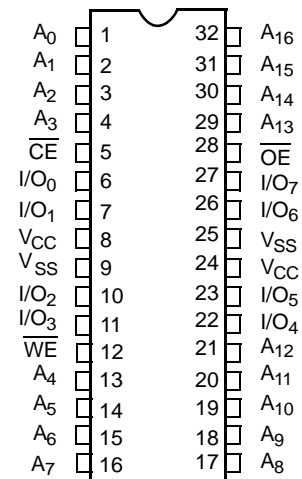 A0 1 32 A16
A1 2 31 A15
A2 3 30 A14
A3 4 29 A13
C̅E̅ 5 28 O̅E̅
I/O0 6 27 I/O7
I/O1 7 26 I/O6
VCC 8 25 VSS
VSS 9 24 VCC
I/O2 10 23 I/O5
I/O3 11 22 I/O4
W̅E̅ 12 21 A12
A4 13 20 A11
A5 14 19 A10
A6 15 18 A9
A7 16 17 A8